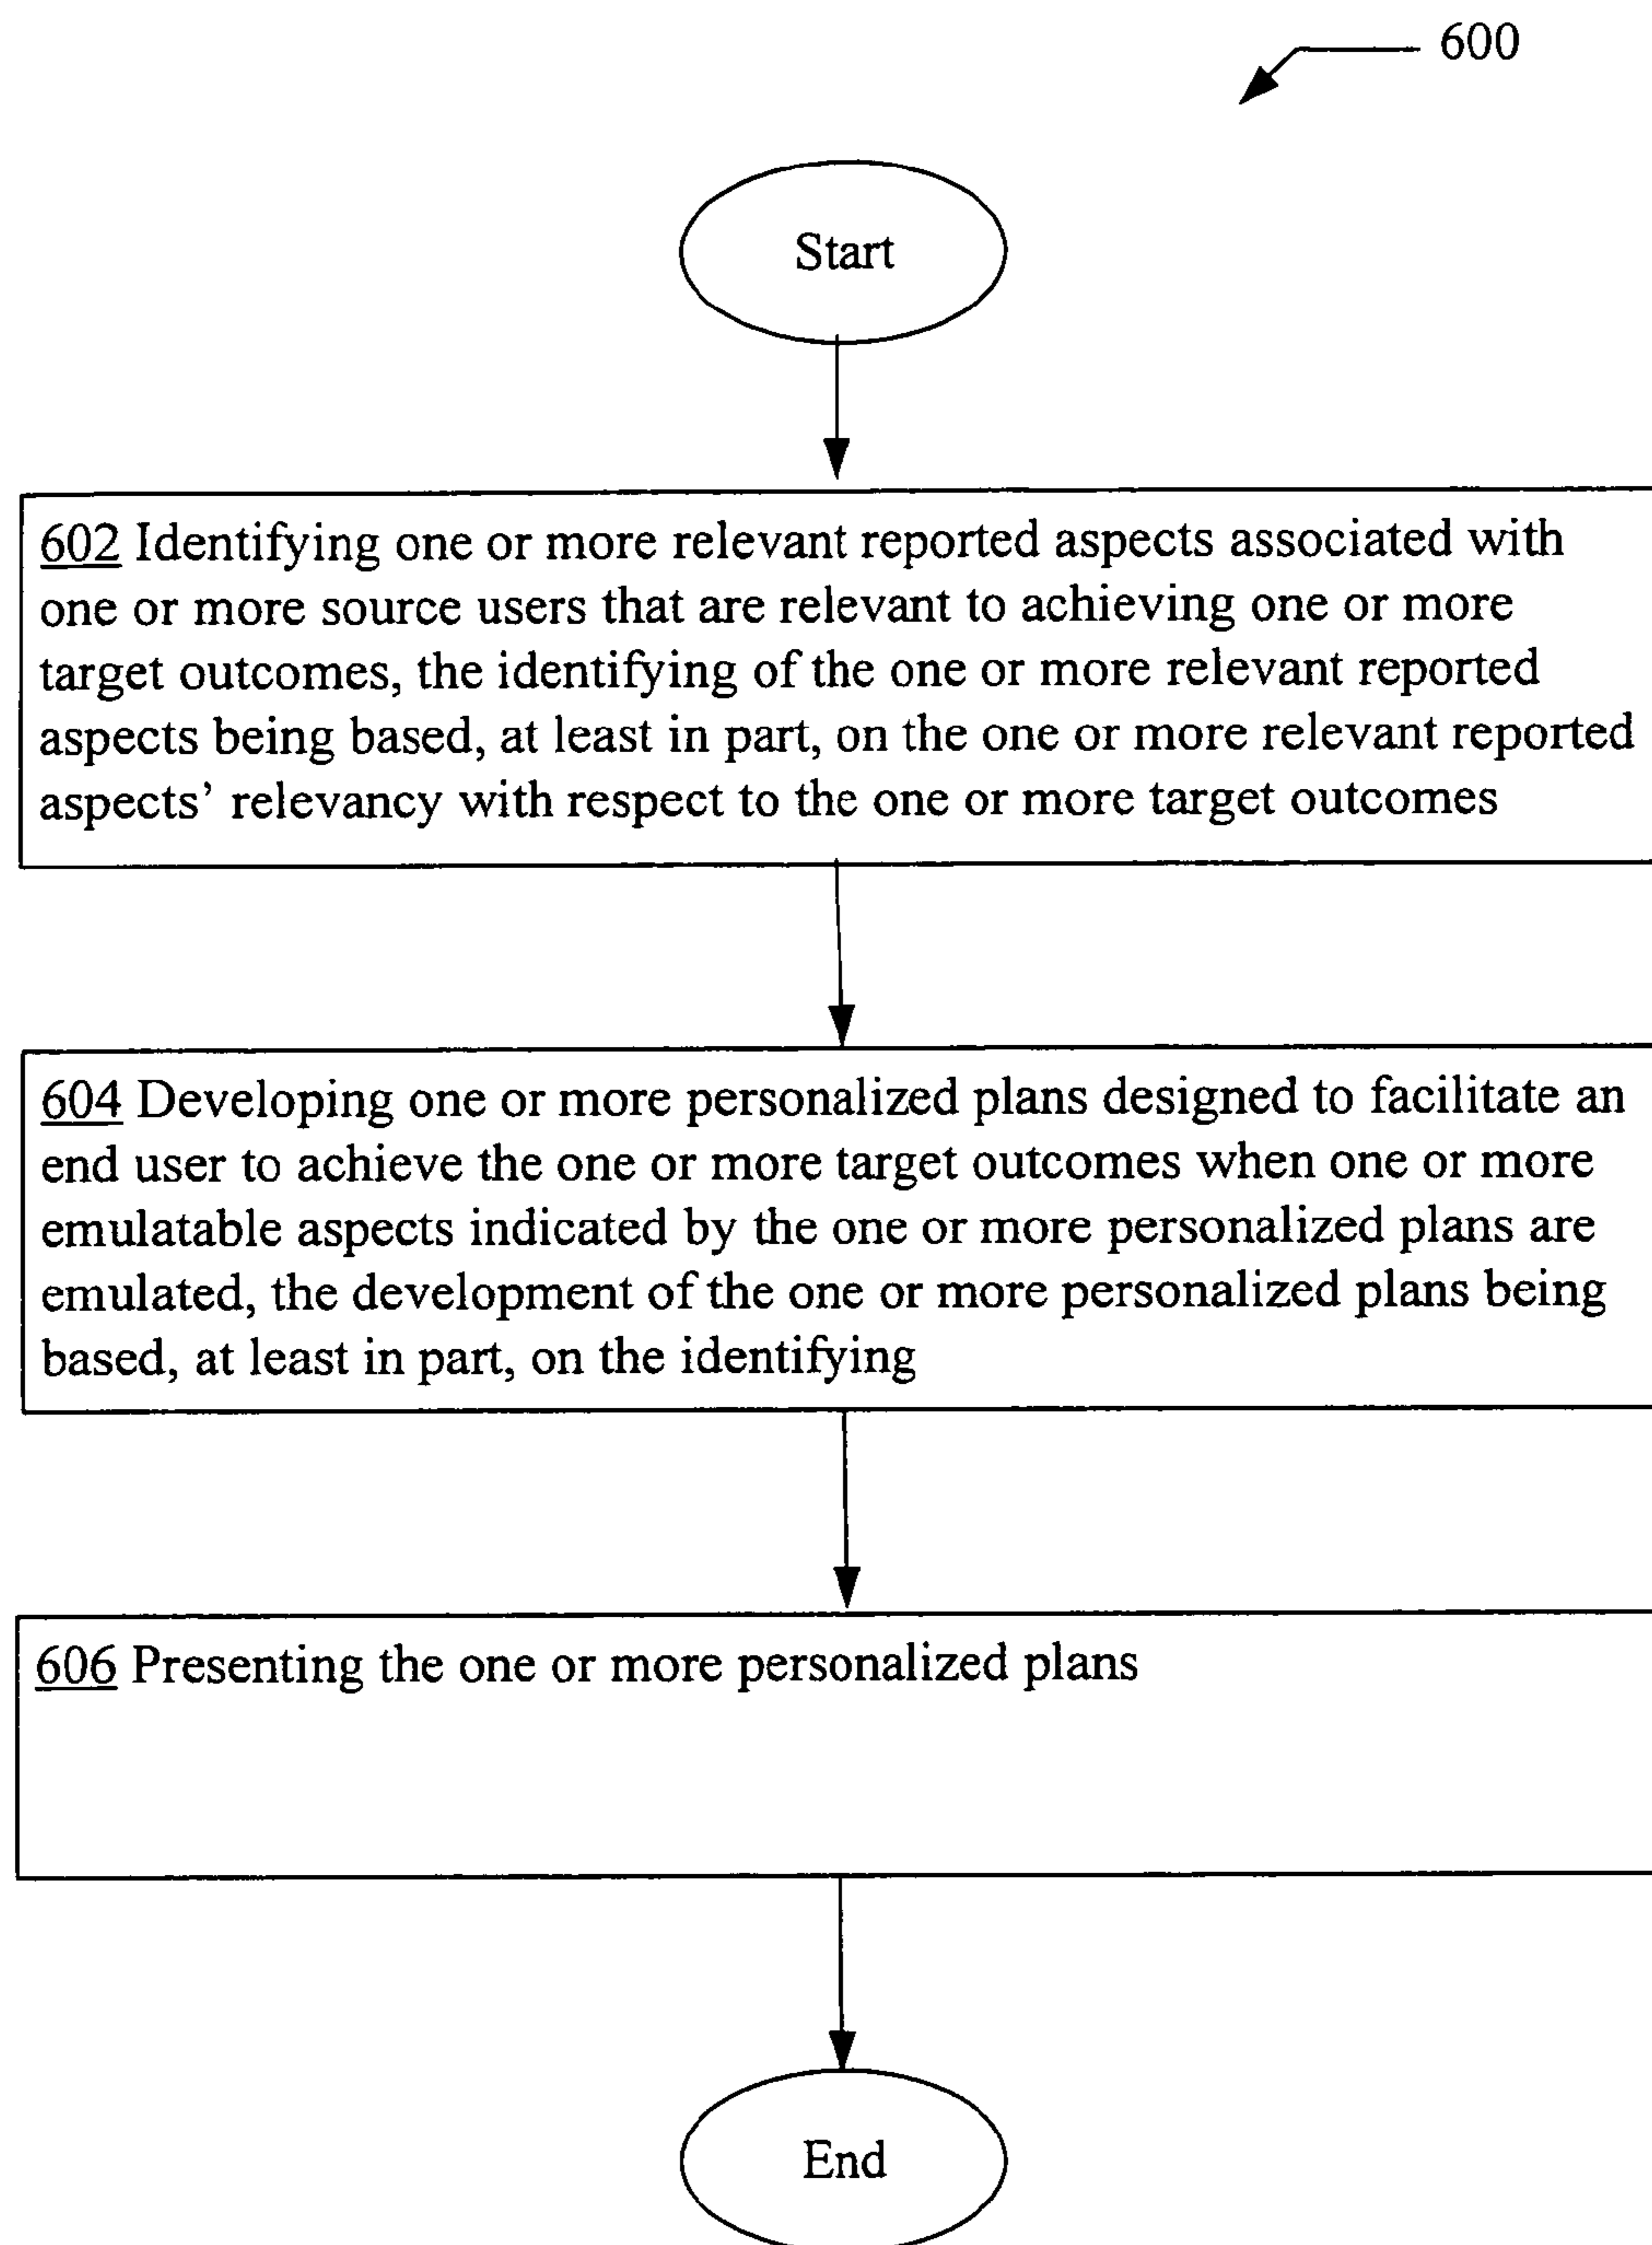 600
Start
602 Identifying one or more relevant reported aspects associated with
one or more source users that are relevant to achieving one or more
target outcomes, the identifying of the one or more relevant reported
aspects being based, at least in part, on the one or more relevant reported
aspects’ relevancy with respect to the one or more target outcomes
604 Developing one or more personalized plans designed to facilitate an
end user to achieve the one or more target outcomes when one or more
emulatable aspects indicated by the one or more personalized plans are
emulated, the development of the one or more personalized plans being
based, at least in part, on the identifying
606 Presenting the one or more personalized plans
End